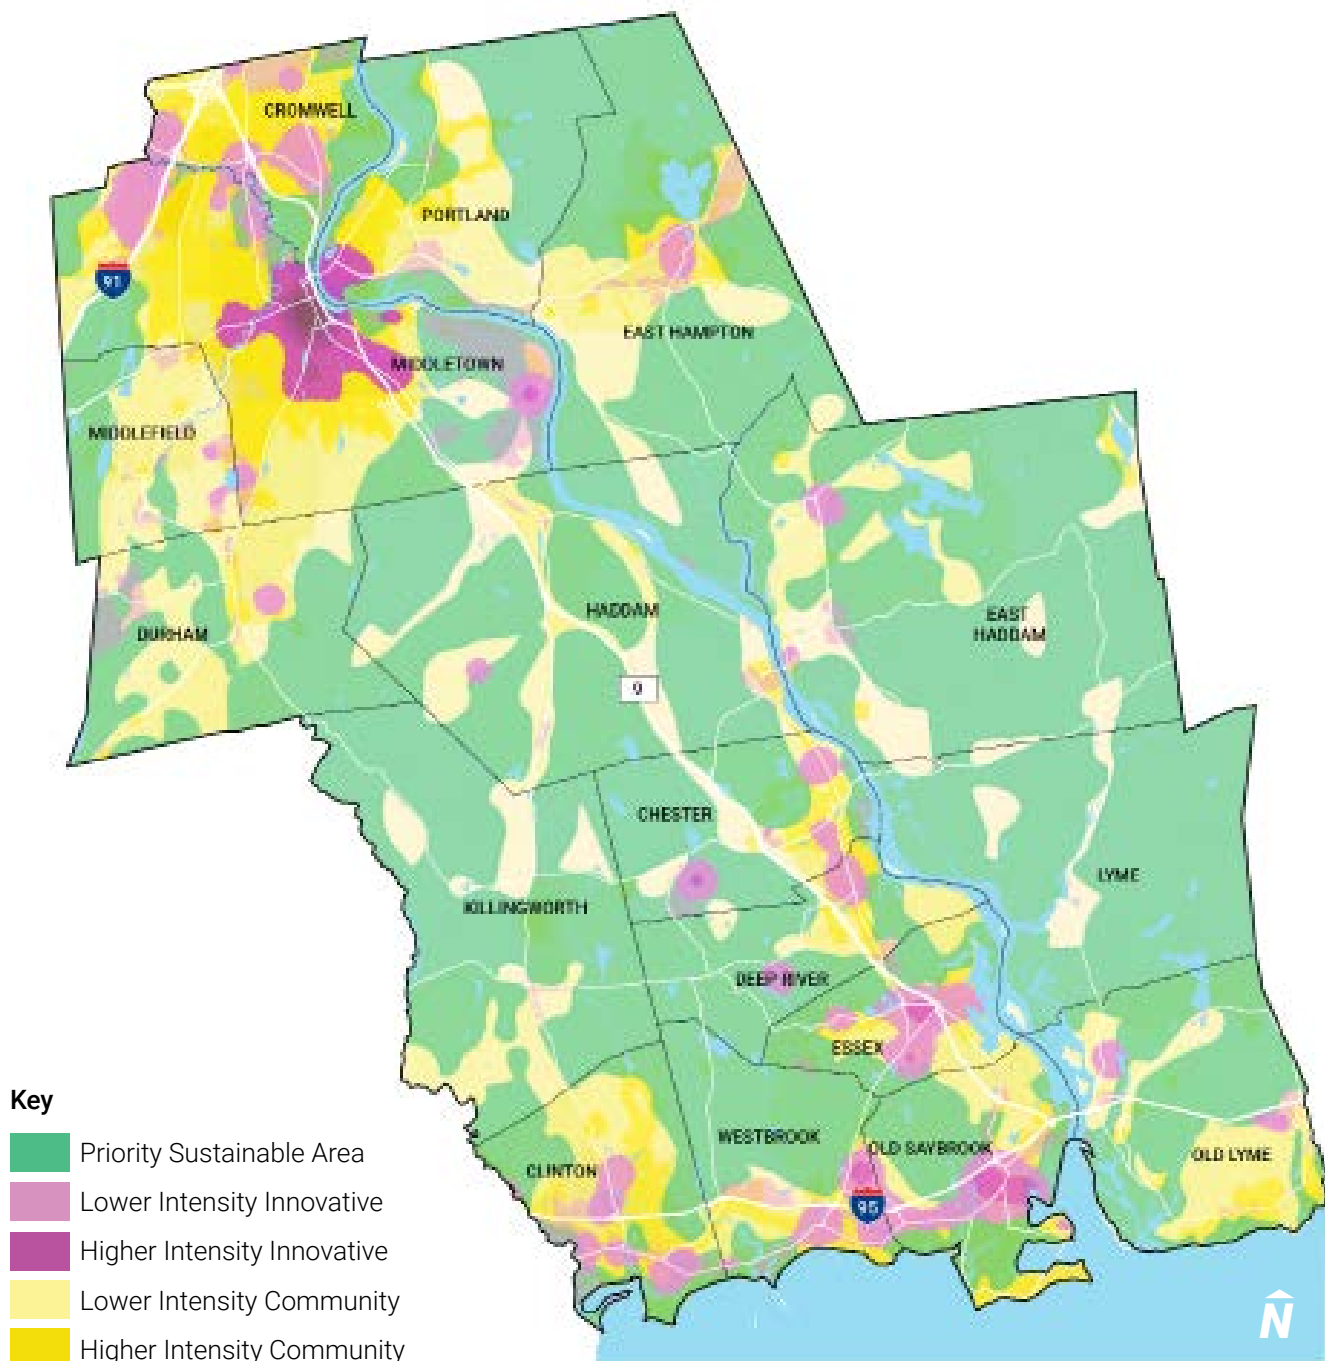 CROMWELL
PORTLAND
91
EAST HAMPTON
MIDDLETOWN
MIDDLEFIELD
HADDAM
EAST
HADDAM
DURHAM
9
CHESTER
LYME
KILLINGWORTH
DEEP RIVER
ESSEX
WESTBROOK
OLD SAYBROOK
OLD LYME
CLINTON
95
N
Key
Priority Sustainable Area
Lower Intensity Innovative
Higher Intensity Innovative
Lower Intensity Community
Higher Intensity Community